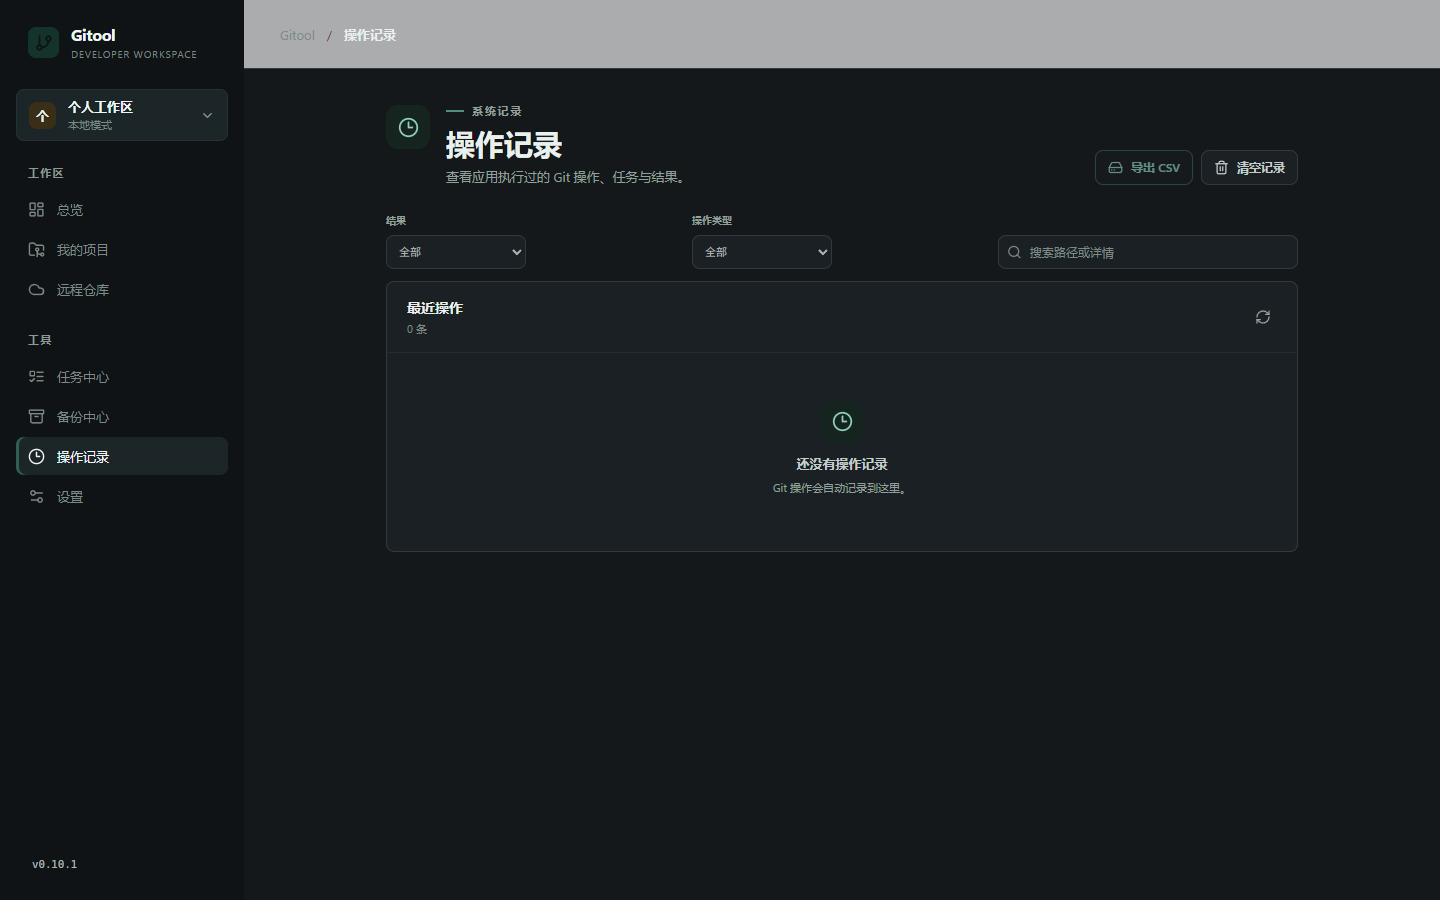 Gitool
DEVELOPER WORKSPACE
个
个人工作区
本地模式
工作区
总览
我的项目
远程仓库
工具
任务中心
备份中心
操作记录
设置
v0.10.1
Gitool / 操作记录
系统记录
操作记录
查看应用执行过的 Git 操作、任务与结果。
导出 CSV
清空记录
结果
全部
操作类型
全部
搜索路径或详情
最近操作
0 条
还没有操作记录
Git 操作会自动记录到这里。